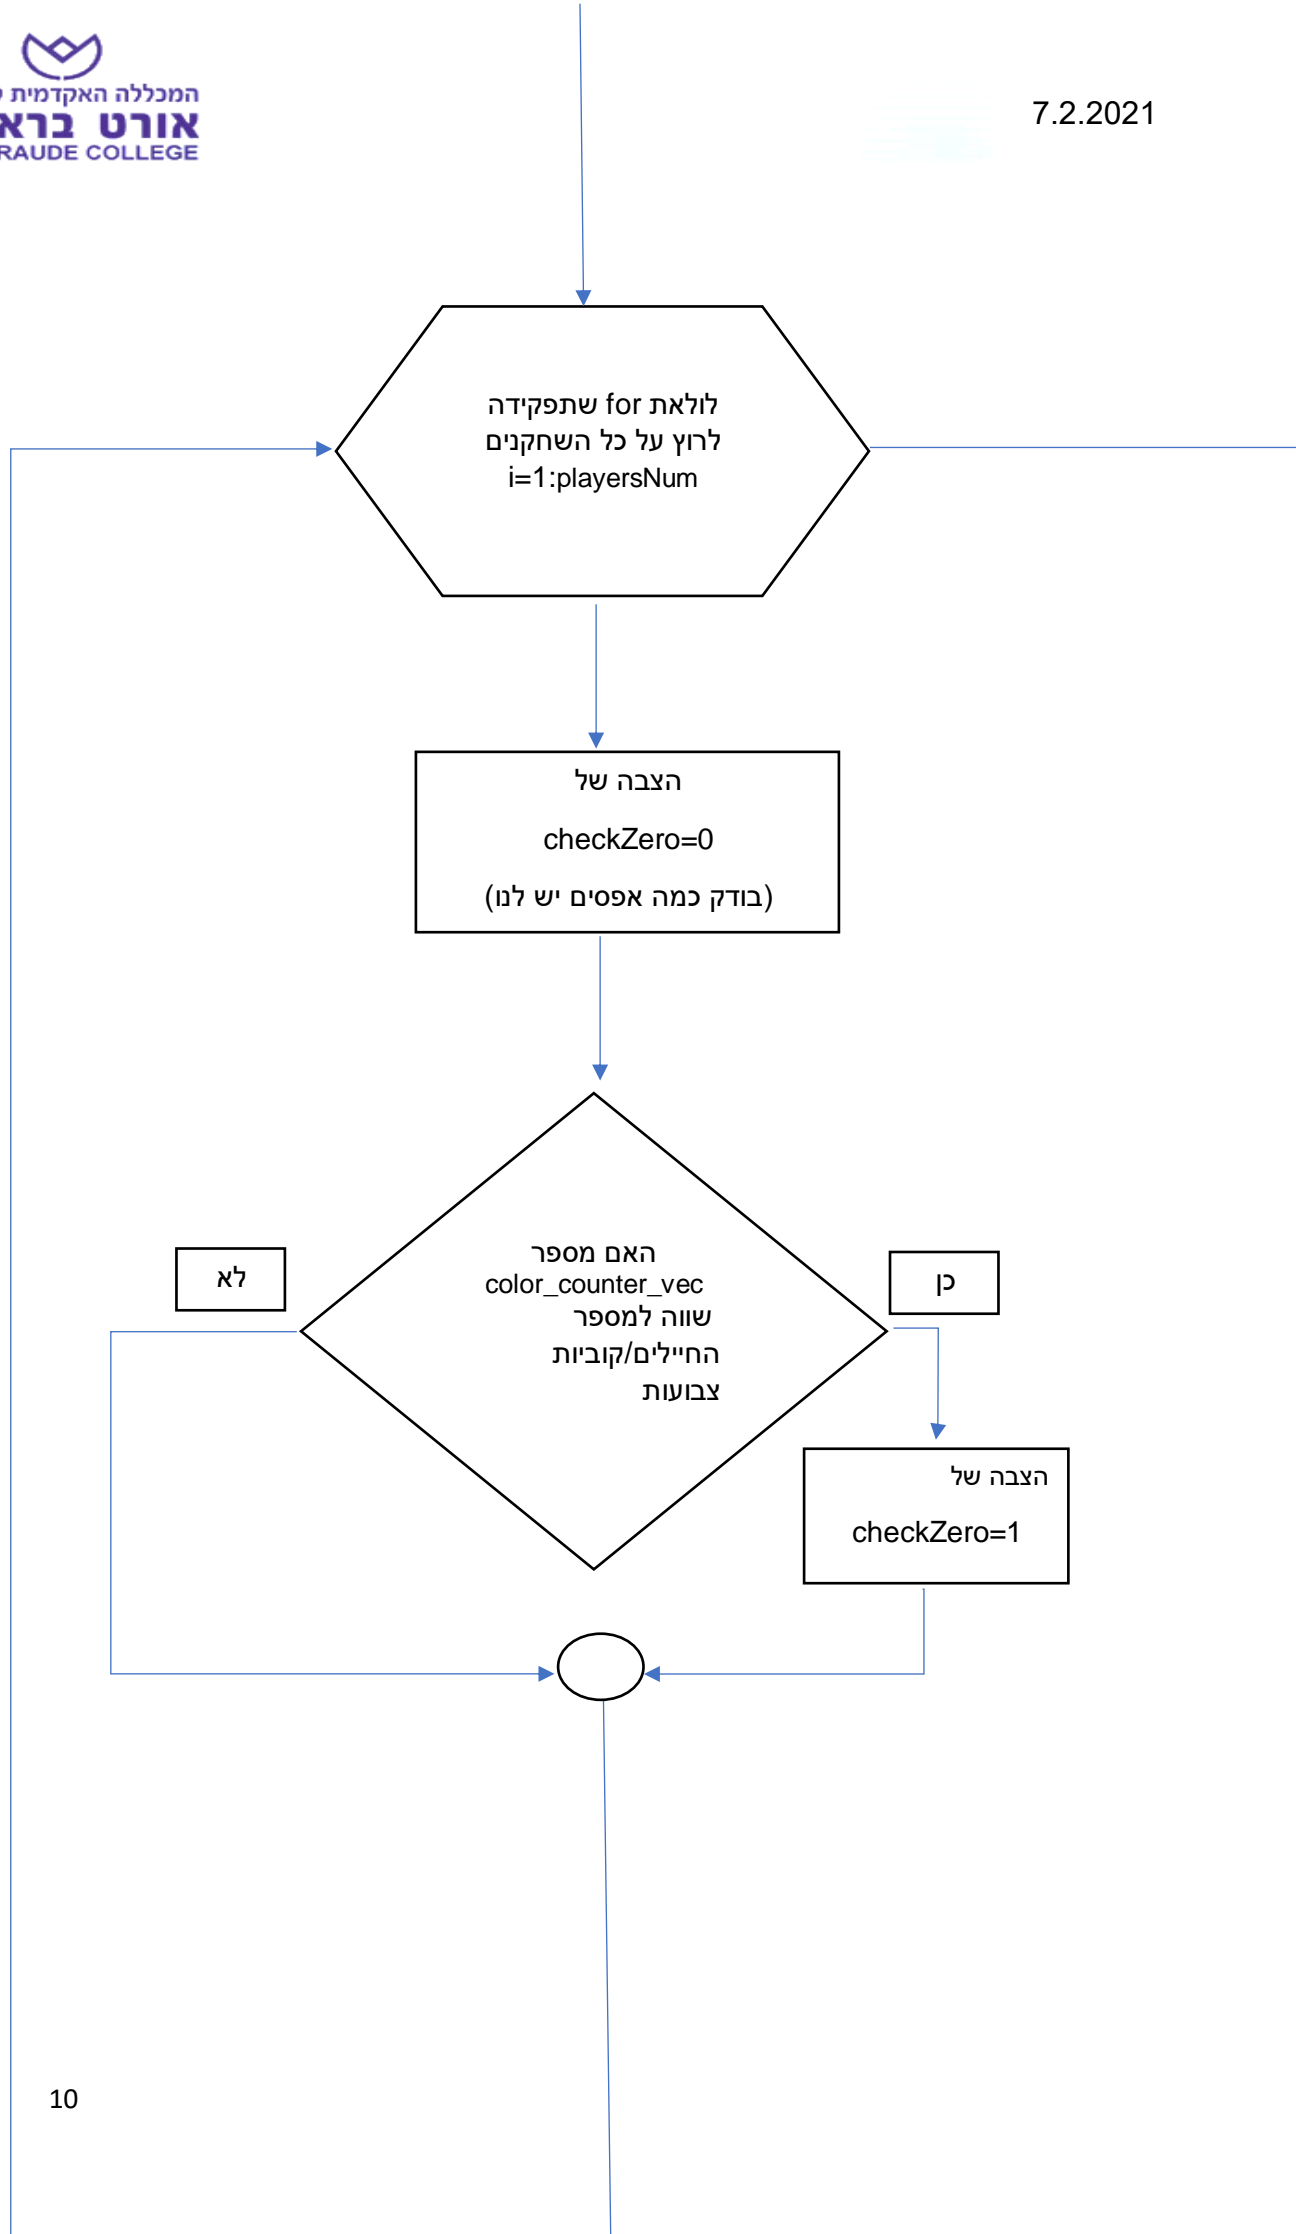 המכללה האקדמית
אורט ברא
RAUDE COLLEGE
7.2.2021
לולאת for שתפקידה
לרוץ על כל השחקנים
i=1:playersNum
הצבה של
checkZero=0
(בודק כמה אפסים יש לנו)
האם מספר
color_counter_vec
שווה למספר
החיילים/קוביות
צבועות
לא
כן
הצבה של
checkZero=1
10